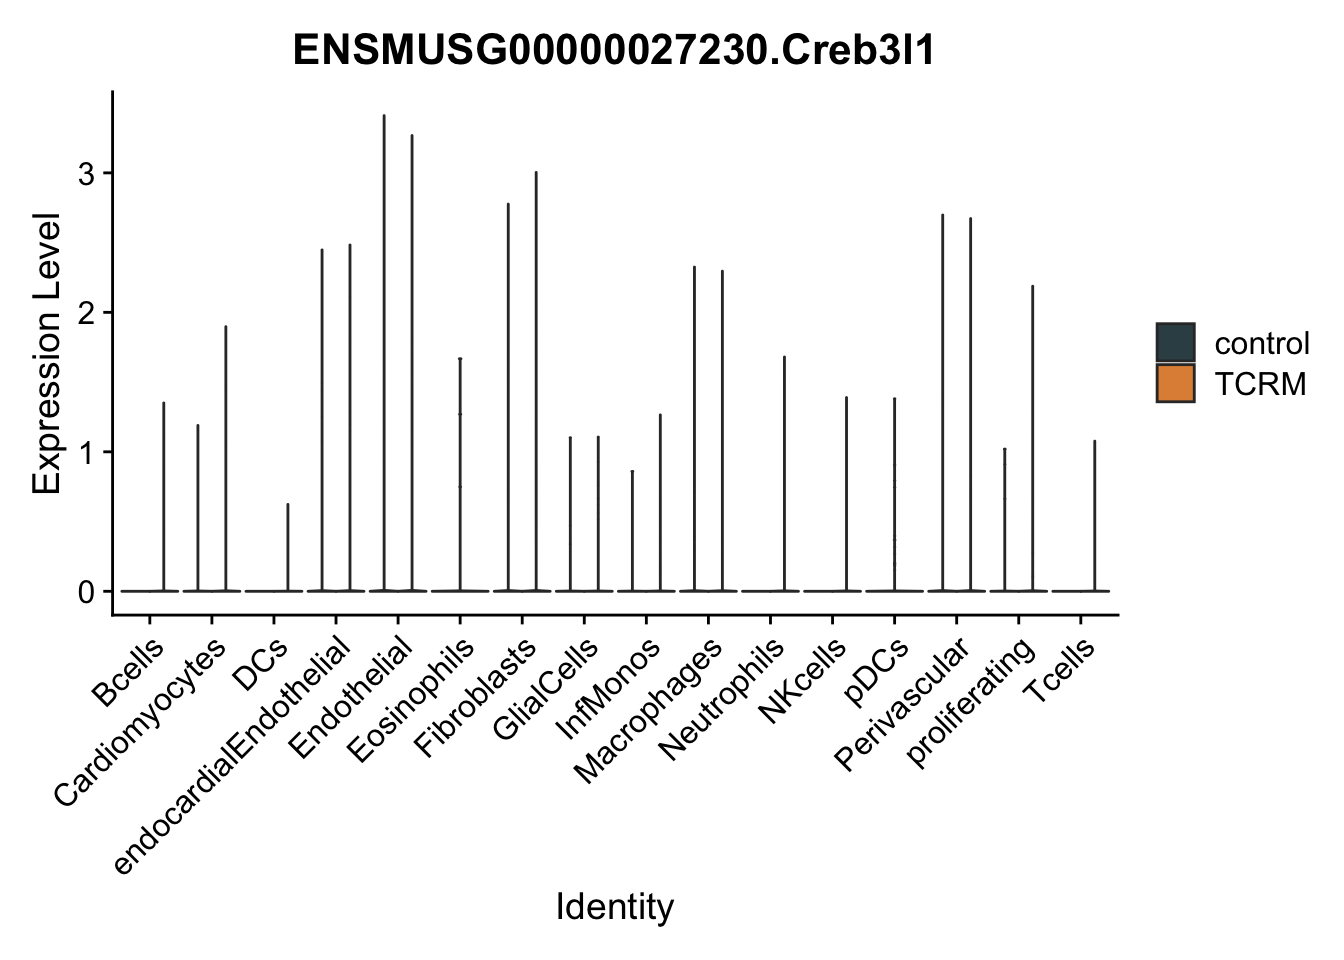 ENSMUSG00000027230.Creb3l1
Expression Level
3
2
1
0
control
TCRM
Bcells
Cardiomyocytes
DCs
endocardialEndothelial
Endothelial
Eosinophils
Fibroblasts
GlialCells
InfMonos
Macrophages
Neutrophils
NKcells
pDCs
Perivascular
proliferating
Tcells
Identity